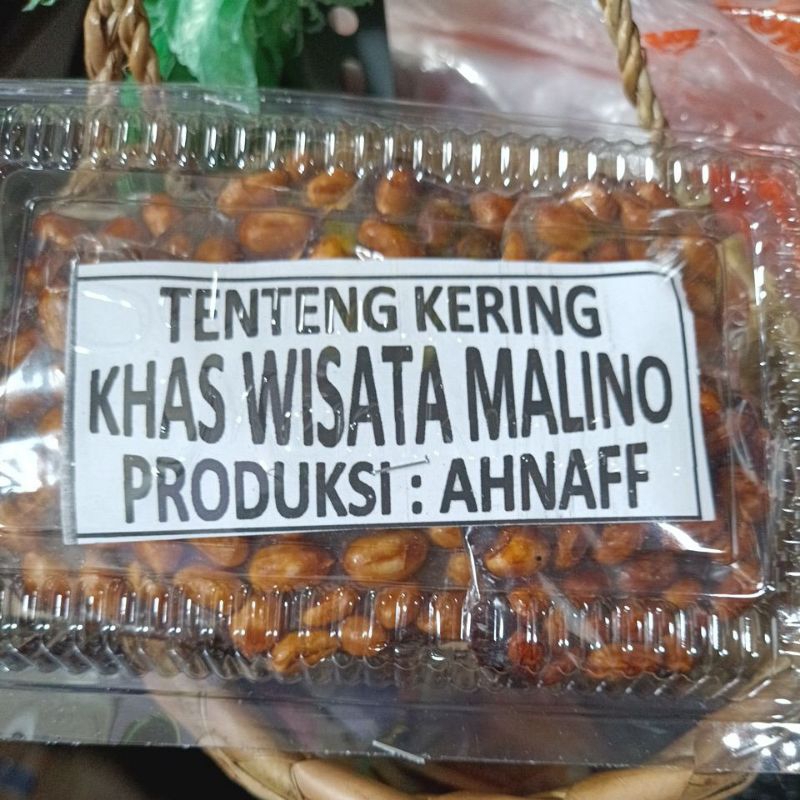 TENTENG KERING
KHAS WISATA MALINO
PRODUKSI : AHNAFF